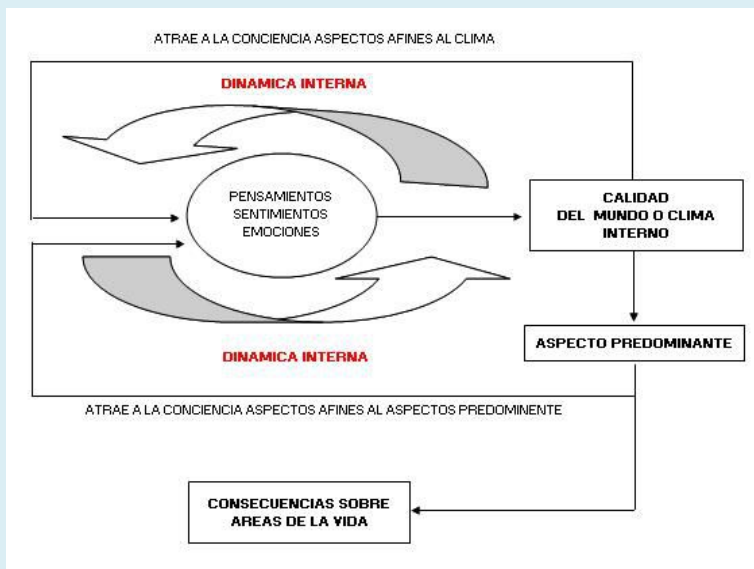 ATRAE A LA CONCIENCIA ASPECTOS AFINES AL CLIMA
DINAMICA INTERNA
PENSAMIENTOS
SENTIMIENTOS
EMOCIONES
CALIDAD
DEL MUNDO O CLIMA
INTERNO
ASPECTO PREDOMINANTE
DINAMICA INTERNA
ATRAE A LA CONCIENCIA ASPECTOS AFINES AL ASPECTOS PREDOMINENTE
CONSECUENCIAS SOBRE
AREAS DE LA VIDA